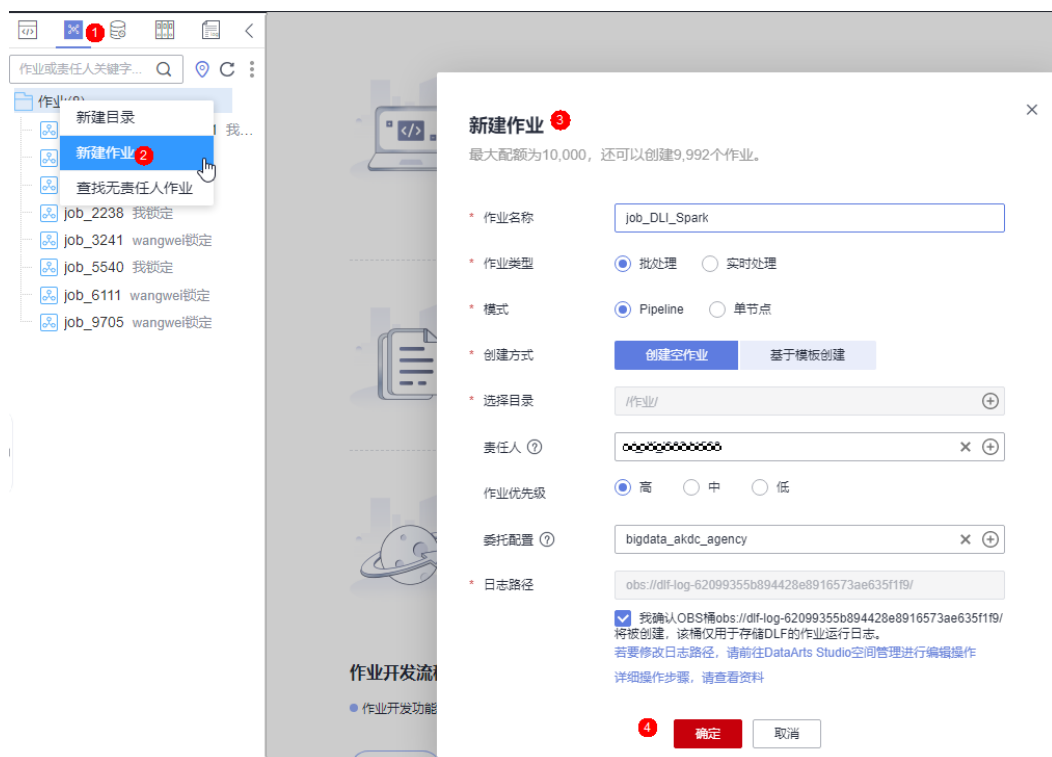 1
作业或责任人关键字...
作业(8)
新建目录
1 我...
新建作业 2
查找无责任人作业
job_2238 我锁定
job_3241 wangwei锁定
job_5540 我锁定
job_6111 wangwei锁定
job_9705 wangwei锁定
</>
作业开发流
作业开发功能
新建作业 3
最大配额为10,000，还可以创建9,992个作业。
* 作业名称 job_DLI_Spark
* 作业类型 批处理 实时处理
* 模式 Pipeline 单节点
* 创建方式 创建空作业 基于模板创建
* 选择目录 /作业/
责任人
作业优先级 高 中 低
委托配置 bigdata_akdc_agency
* 日志路径 obs://dlf-log-62099355b894428e8916573ae635f1f9/
我确认OBS桶obs://dlf-log-62099355b894428e8916573ae635f1f9/
将被创建，该桶仅用于存储DLF的作业运行日志。
若要修改日志路径，请前往DataArts Studio空间管理进行编辑操作
详细操作步骤，请查看资料
4 确定 取消